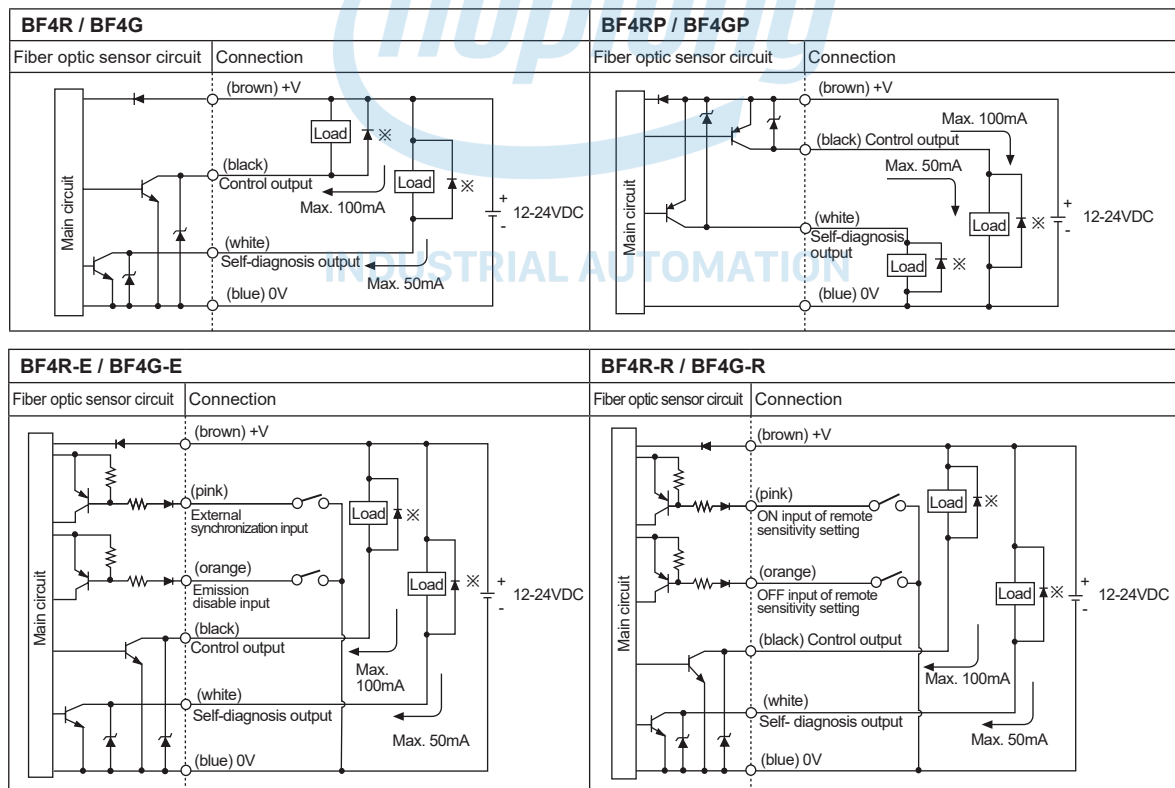 BF4R / BF4G
Fiber optic sensor circuit
Connection
(brown) +V
Load
※
(black)
Control output
Max. 100mA
Load
※
+
12-24VDC
-
(white)
Self-diagnosis output
Max. 50mA
(blue) 0V
Main circuit
BF4RP / BF4GP
Fiber optic sensor circuit
Connection
(brown) +V
Max. 100mA
(black) Control output
Max. 50mA
(white)
Self-diagnosis
output
Load
※
Load
※
+
12-24VDC
-
(blue) 0V
Main circuit
huplong
INDUSTRIAL AUTOMATION
BF4R-E / BF4G-E
Fiber optic sensor circuit
Connection
(brown) +V
(pink)
External
synchronization input
Load
※
(orange)
Emission
disable input
Load
※
+
12-24VDC
-
(black)
Control output
Max.
100mA
(white)
Self-diagnosis output
Max. 50mA
(blue) 0V
Main circuit
BF4R-R / BF4G-R
Fiber optic sensor circuit
Connection
(brown) +V
(pink)
ON input of remote
sensitivity setting
Load
※
(orange)
OFF input of remote
sensitivity setting
Load
※
+
12-24VDC
-
(black) Control output
Max. 100mA
(white)
Self- diagnosis output
Max. 50mA
(blue) 0V
Main circuit